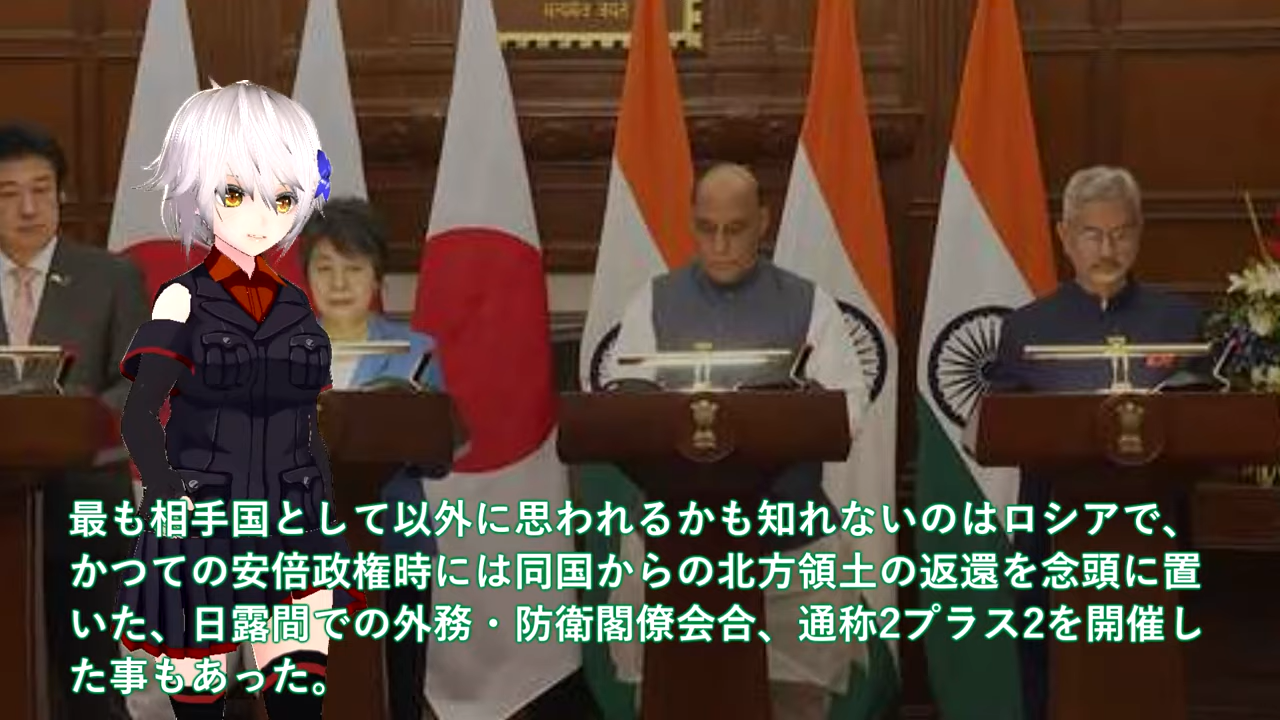 सत्यमेव जयते
最も相手国として以外に思われるかも知れないのはロシアで、
かつての安倍政権時には同国からの北方領土の返還を念頭に置
いた、日露間での外務・防衛閣僚会合、通称2プラス2を開催し
た事もあった。